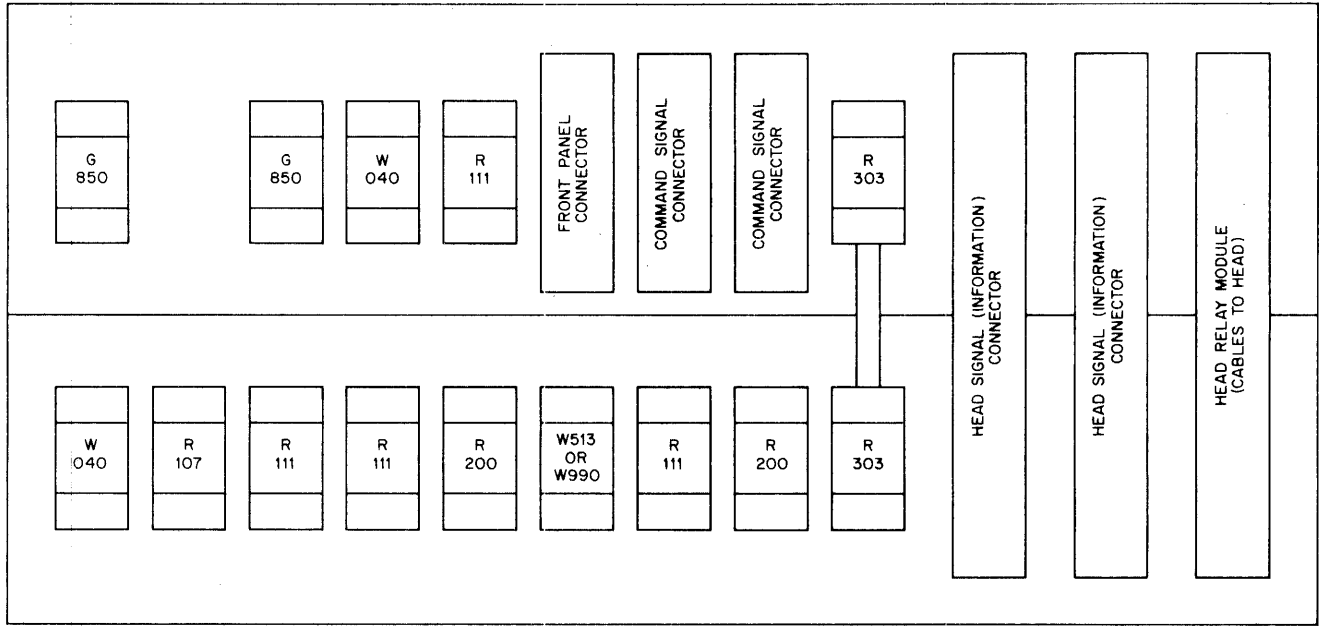 G
850
G
850
W
040
R
111
FRONT PANEL
CONNECTOR
COMMAND SIGNAL
CONNECTOR
COMMAND SIGNAL
CONNECTOR
R
303
HEAD SIGNAL (INFORMATION)
CONNECTOR
HEAD SIGNAL (INFORMATION)
CONNECTOR
HEAD RELAY MODULE
(CABLES TO HEAD)
W
040
R
107
R
111
R
111
R
200
W513
OR
W990
R
111
R
200
R
303